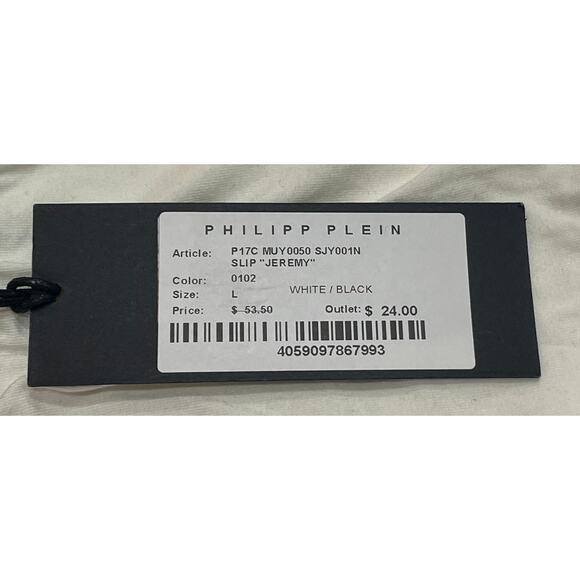 PHILIPP PLEIN
Article: P17C MUY0050 SJY001N
SLIP "JEREMY"
Color: 0102 WHITE / BLACK
Size: L
Price: $ 53.50 Outlet: $ 24.00
4059097867993